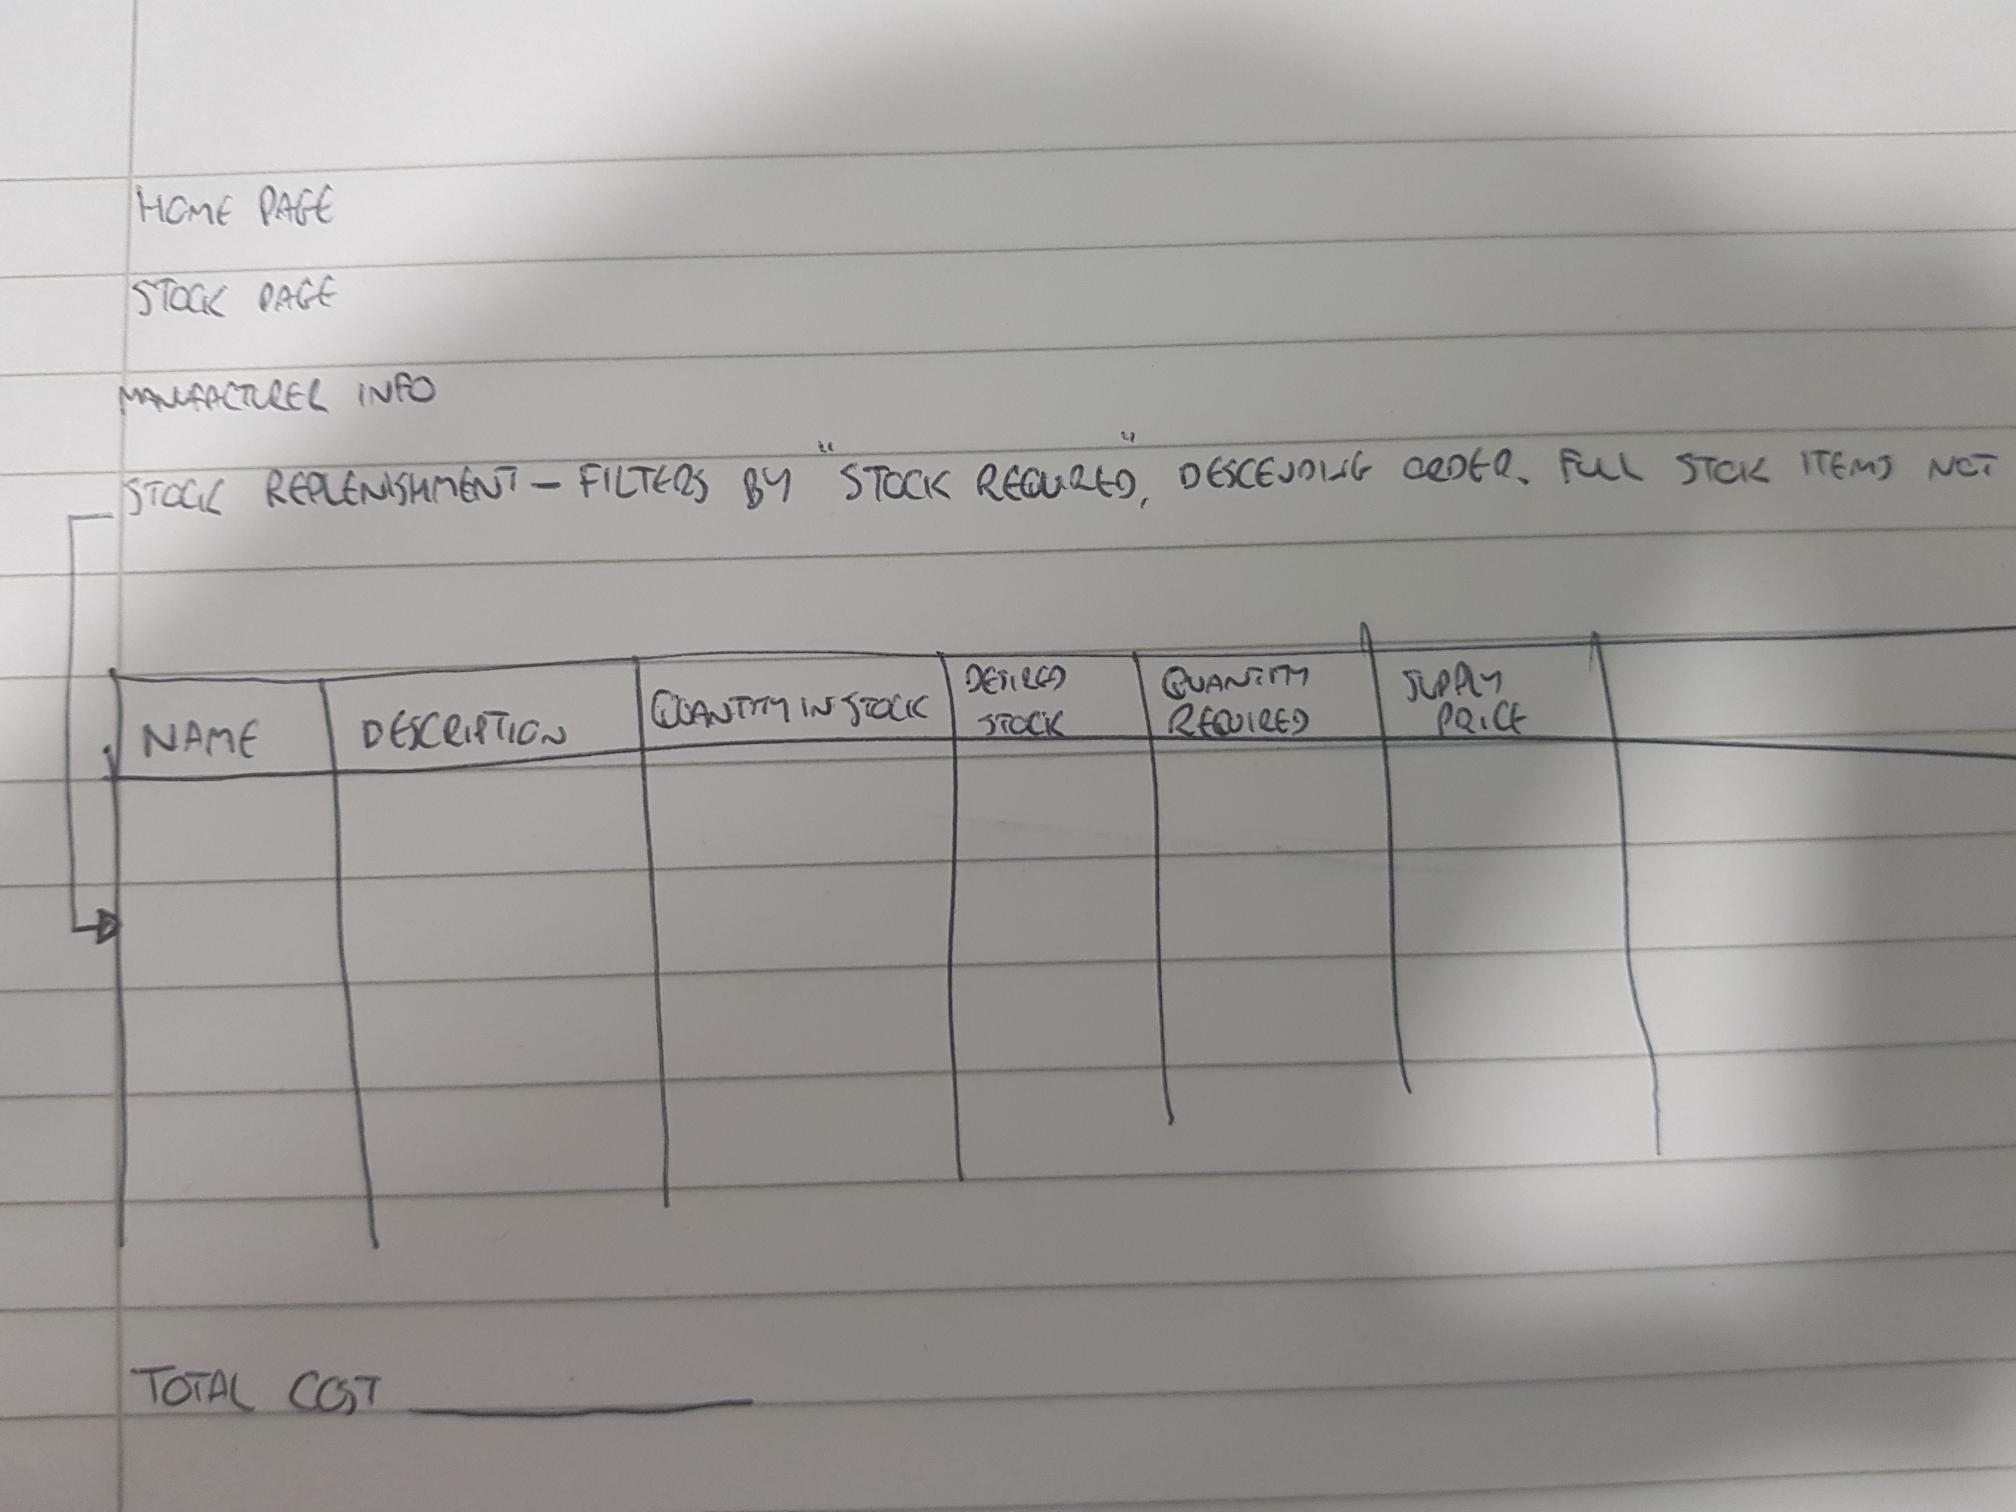 HOME PAGE
STOCK PAGE
MANUFACTURER INFO
STOCK REPLENISHMENT - FILTERS BY "STOCK REQUIRED", DESCENDING ORDER. FULL STOCK ITEMS NOT
NAME DESCRIPTION QUANTITY IN STOCK DESIRED STOCK QUANTITY REQUIRED SUPPLY PRICE
TOTAL COST